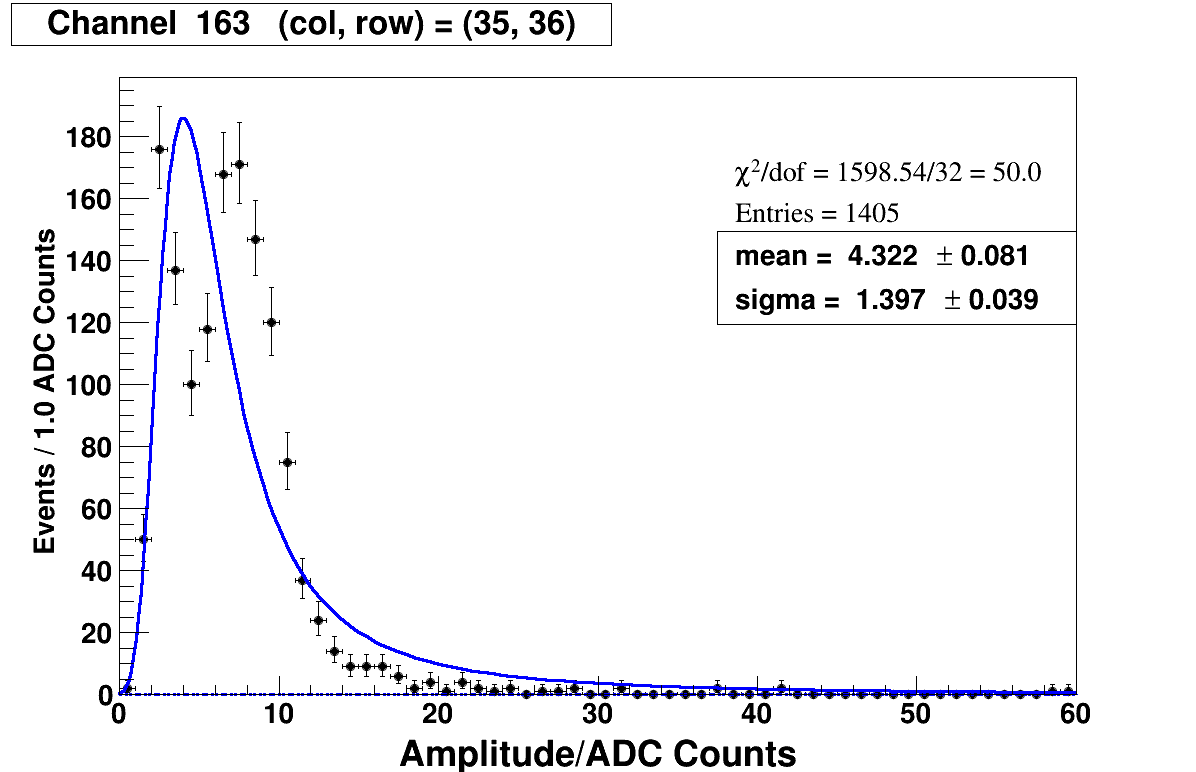 Channel 163 (col, row) = (35, 36)
χ²/dof = 1598.54/32 = 50.0
Entries = 1405
mean = 4.322 ± 0.081
sigma = 1.397 ± 0.039
Events / 1.0 ADC Counts
180
160
140
120
100
80
60
40
20
0
0 10 20 30 40 50 60
Amplitude/ADC Counts